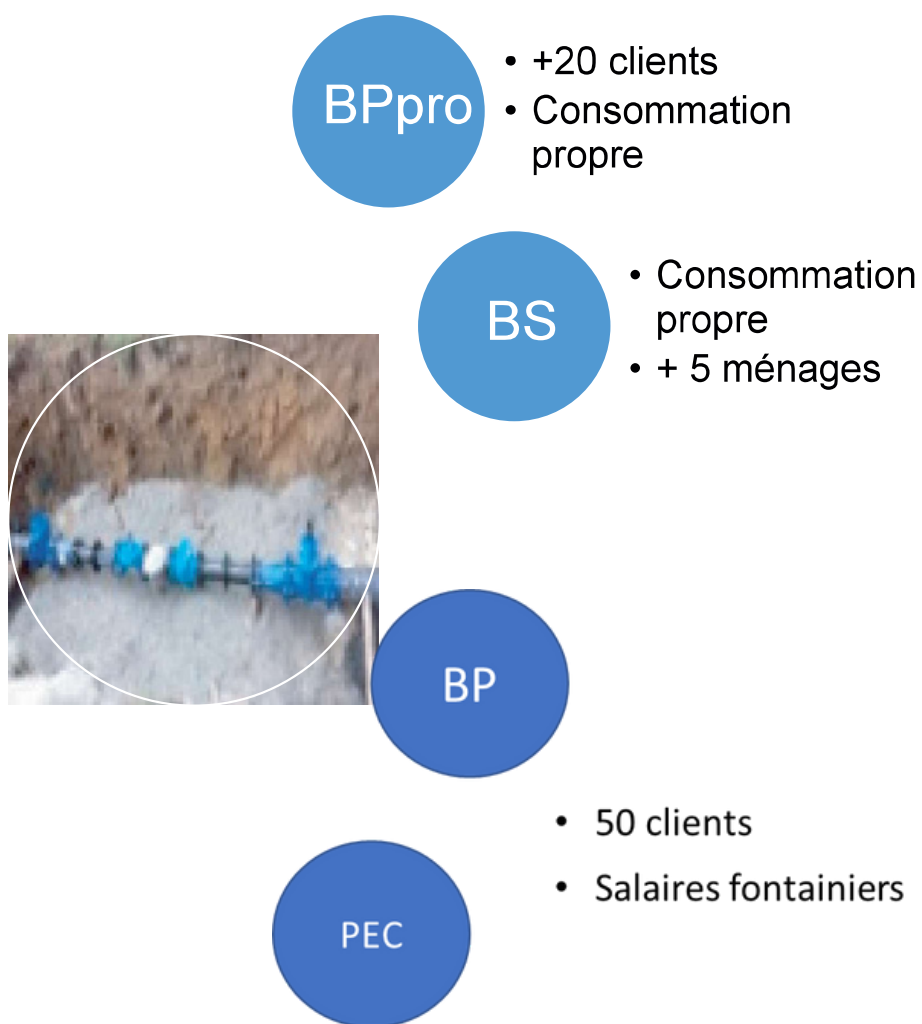 BPpro
• +20 clients
• Consommation
propre
BS
• Consommation
propre
• + 5 ménages
BP
• 50 clients
• Salaires fontainiers
PEC